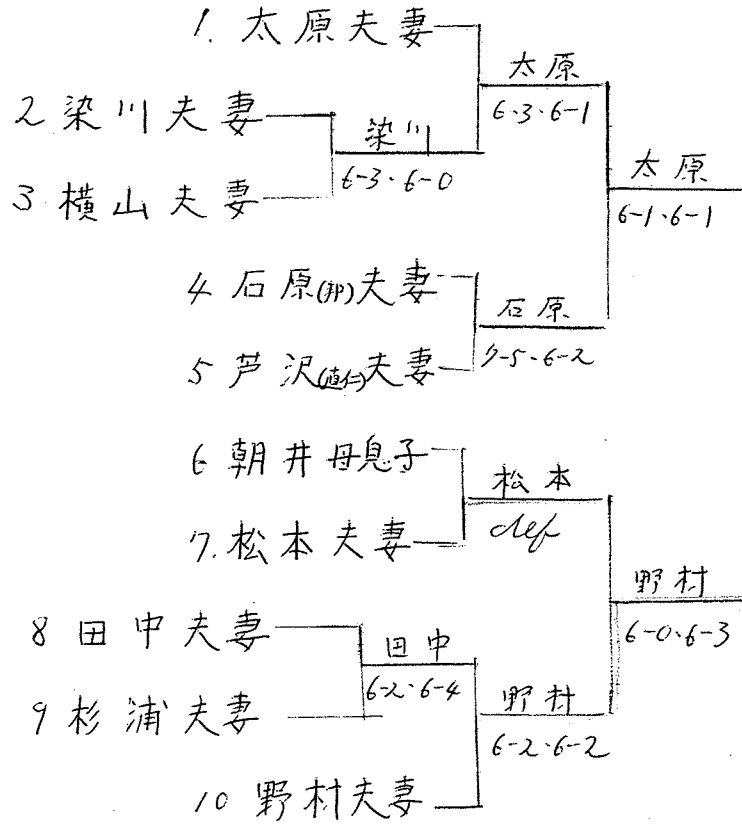 1. 太原夫妻
太原
6-3・6-1
2 染川夫妻
染川
6-3・6-0
3 横山夫妻
太原
6-1・6-1
4 石原(邦)夫妻
石原
7-5・6-2
5 芦沢(直仁)夫妻
6 朝井母息子
松本
def
7. 松本夫妻
野村
6-0・6-3
8 田中夫妻
田中
6-2・6-4
9 杉浦夫妻
野村
6-2・6-2
10 野村夫妻